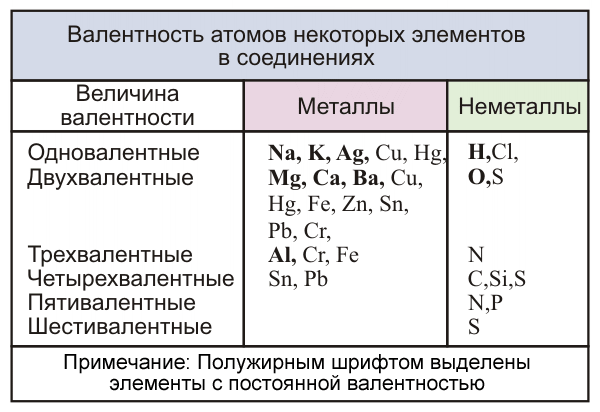 Валентность атомов некоторых элементов
в соединениях
Величина валентности
Металлы
Неметаллы
Одновалентные Na, K, Ag, Cu, Hg, H,Cl,
Двухвалентные Mg, Ca, Ba, Cu, O,S
Hg, Fe, Zn, Sn,
Pb, Cr,
Трехвалентные Al, Cr, Fe N
Четырехвалентные Sn, Pb C,Si,S
Пятивалентные N,P
Шестивалентные S
Примечание: Полужирным шрифтом выделены
элементы с постоянной валентностью